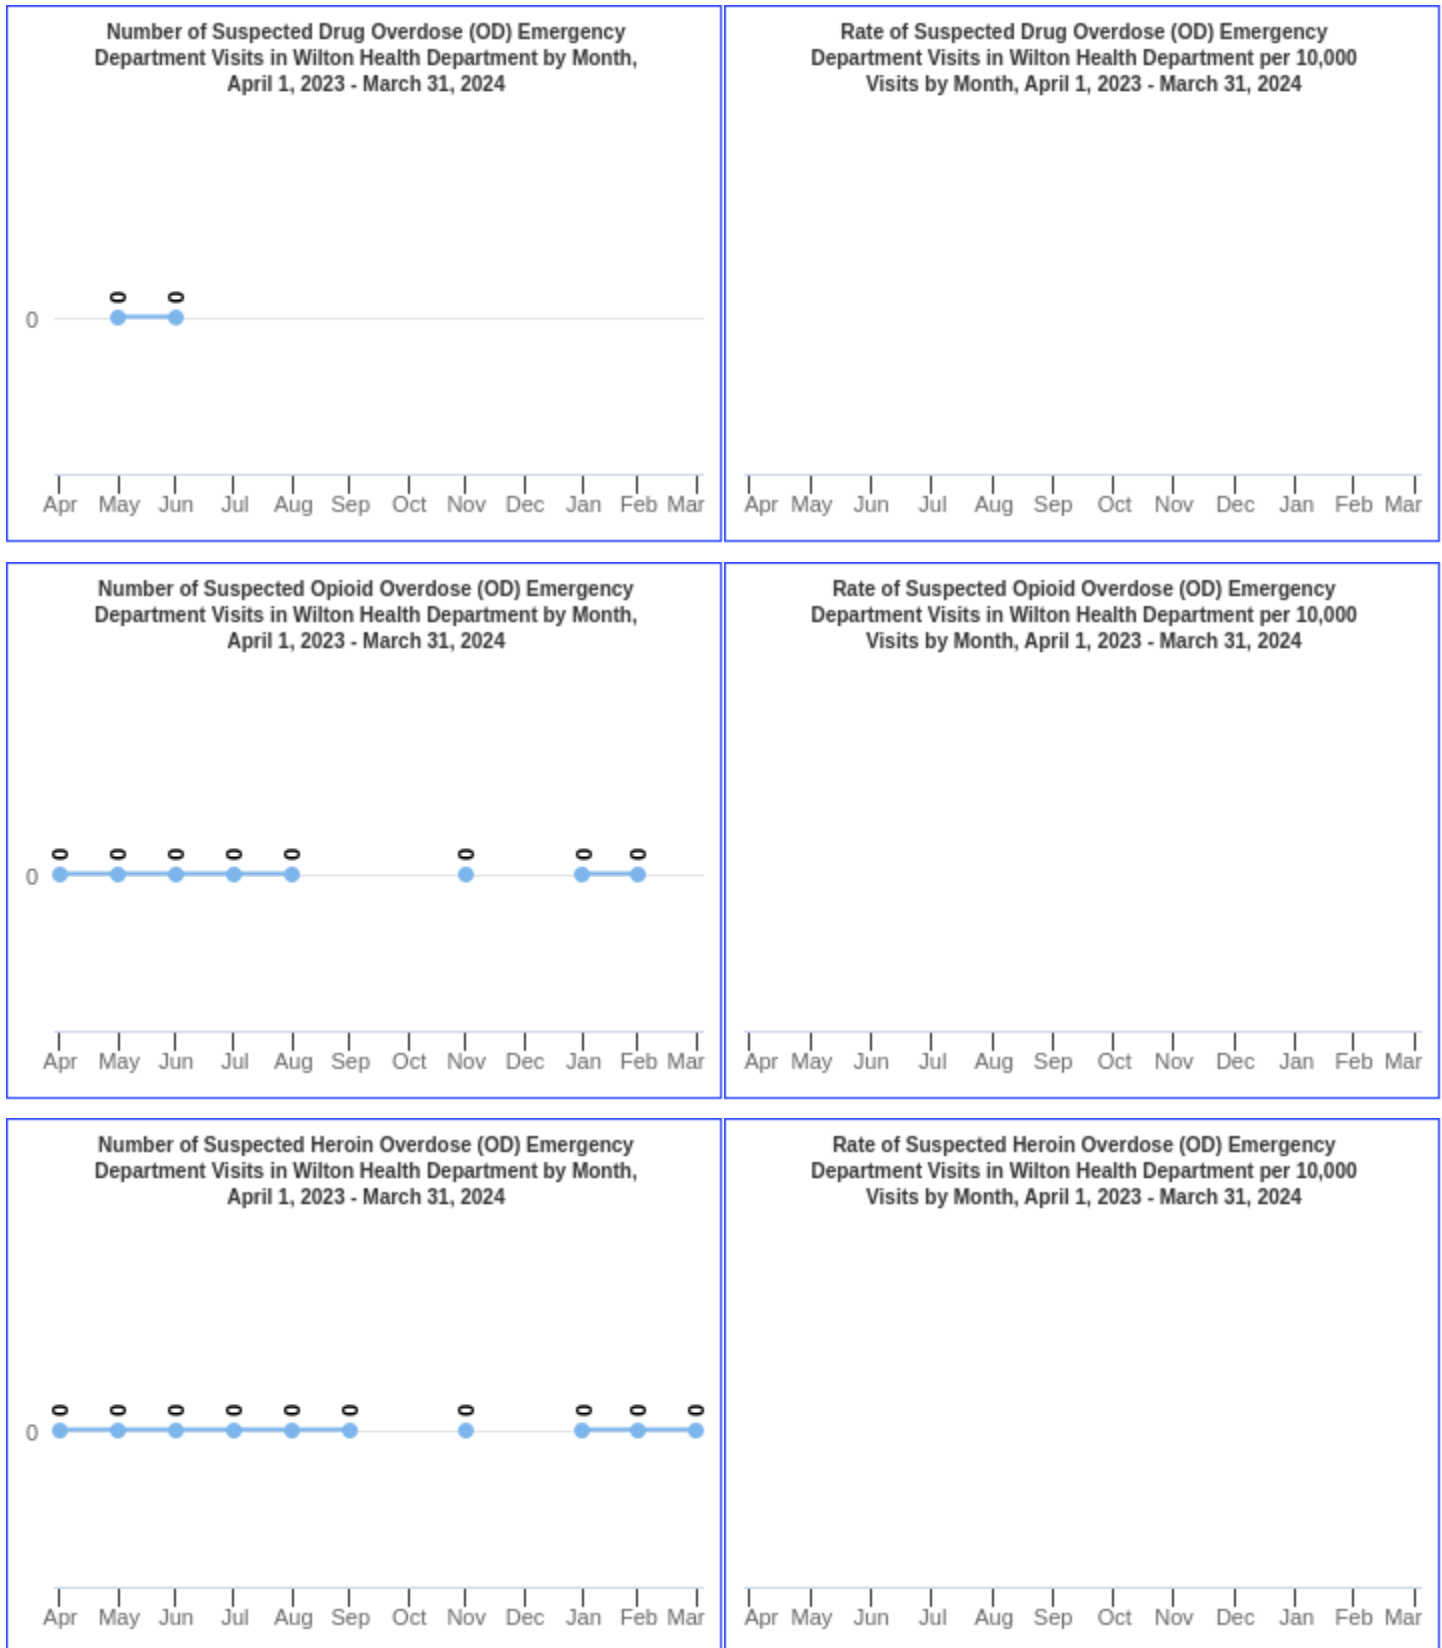 Number of Suspected Drug Overdose (OD) Emergency
Department Visits in Wilton Health Department by Month,
April 1, 2023 - March 31, 2024
0 0
0
Apr May Jun Jul Aug Sep Oct Nov Dec Jan Feb Mar
Rate of Suspected Drug Overdose (OD) Emergency
Department Visits in Wilton Health Department per 10,000
Visits by Month, April 1, 2023 - March 31, 2024
Apr May Jun Jul Aug Sep Oct Nov Dec Jan Feb Mar
Number of Suspected Opioid Overdose (OD) Emergency
Department Visits in Wilton Health Department by Month,
April 1, 2023 - March 31, 2024
0 0 0 0 0 0 0 0
0
Apr May Jun Jul Aug Sep Oct Nov Dec Jan Feb Mar
Rate of Suspected Opioid Overdose (OD) Emergency
Department Visits in Wilton Health Department per 10,000
Visits by Month, April 1, 2023 - March 31, 2024
Apr May Jun Jul Aug Sep Oct Nov Dec Jan Feb Mar
Number of Suspected Heroin Overdose (OD) Emergency
Department Visits in Wilton Health Department by Month,
April 1, 2023 - March 31, 2024
0 0 0 0 0 0 0 0 0 0
0
Apr May Jun Jul Aug Sep Oct Nov Dec Jan Feb Mar
Rate of Suspected Heroin Overdose (OD) Emergency
Department Visits in Wilton Health Department per 10,000
Visits by Month, April 1, 2023 - March 31, 2024
Apr May Jun Jul Aug Sep Oct Nov Dec Jan Feb Mar